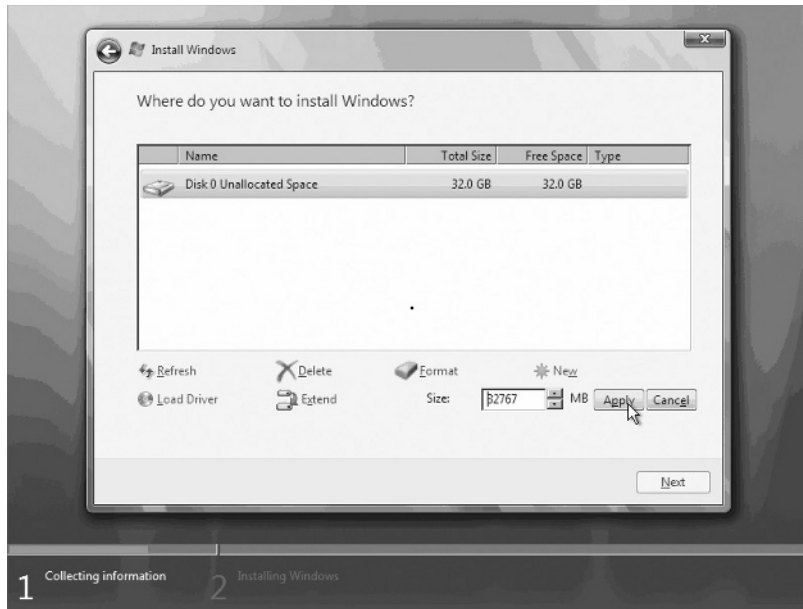 Install Windows
Where do you want to install Windows?
Name Total Size Free Space Type
Disk 0 Unallocated Space 32.0 GB 32.0 GB
Refresh Delete Format New
Load Driver Extend Size: 32767 MB Apply Cancel
Next
1 Collecting information 2 Installing Windows